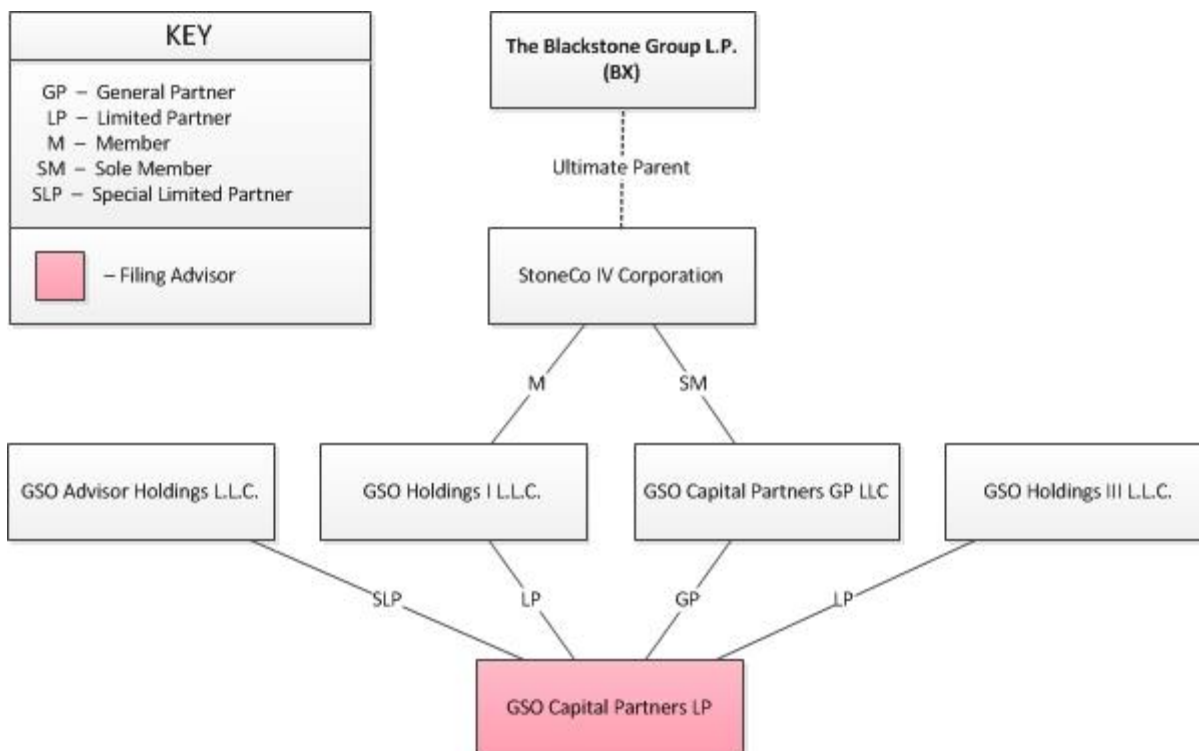 KEY
GP – General Partner
LP – Limited Partner
M – Member
SM – Sole Member
SLP – Special Limited Partner
– Filing Advisor
The Blackstone Group L.P.
(BX)
Ultimate Parent
StoneCo IV Corporation
M
SM
GSO Advisor Holdings L.L.C.
GSO Holdings I L.L.C.
GSO Capital Partners GP LLC
GSO Holdings III L.L.C.
SLP
LP
GP
LP
GSO Capital Partners LP